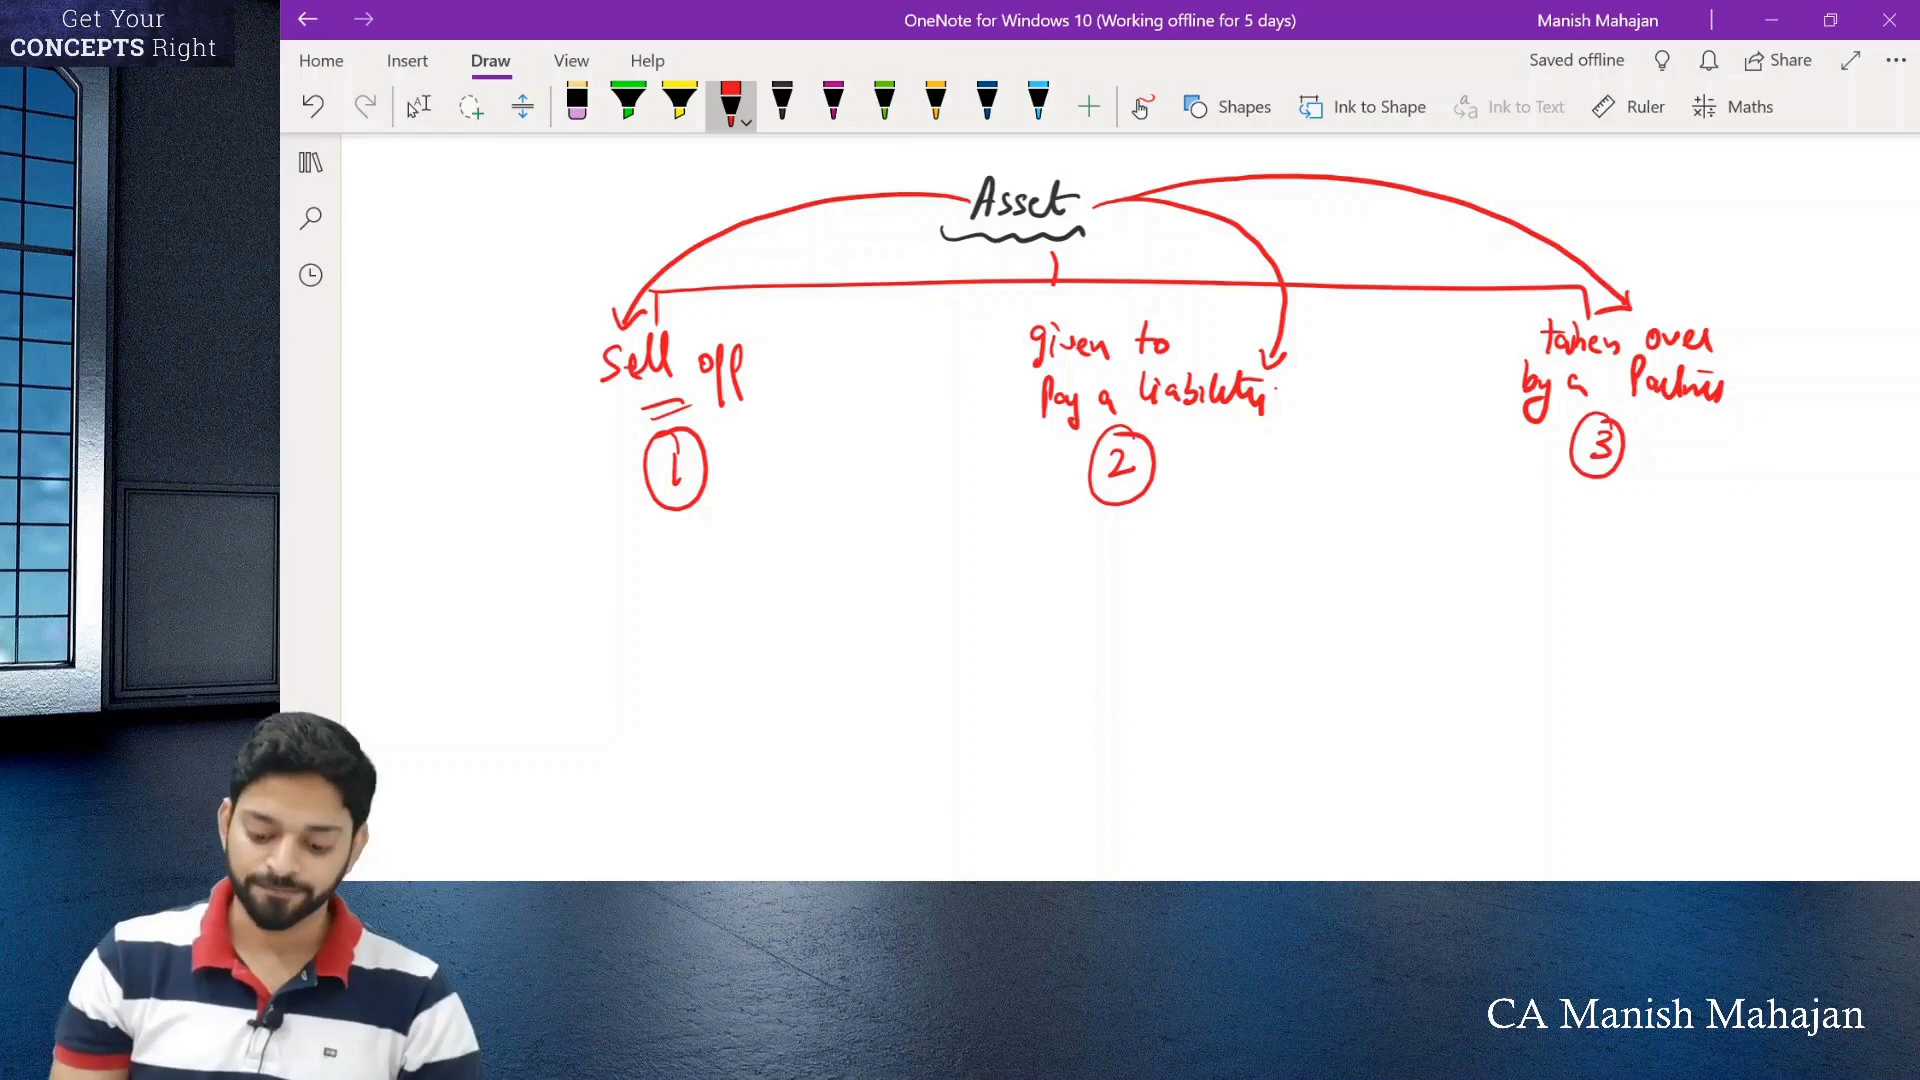 Get Your
CONCEPTS Right
OneNote for Windows 10 (Working offline for 5 days)
Manish Mahajan
Home Insert Draw View Help
Saved offline
Share
Shapes
Ink to Shape
Ink to Text
Ruler
Maths
Asset
Sell off
1
given to
Pay a liability
2
taken over
by a Partner
3
CA Manish Mahajan